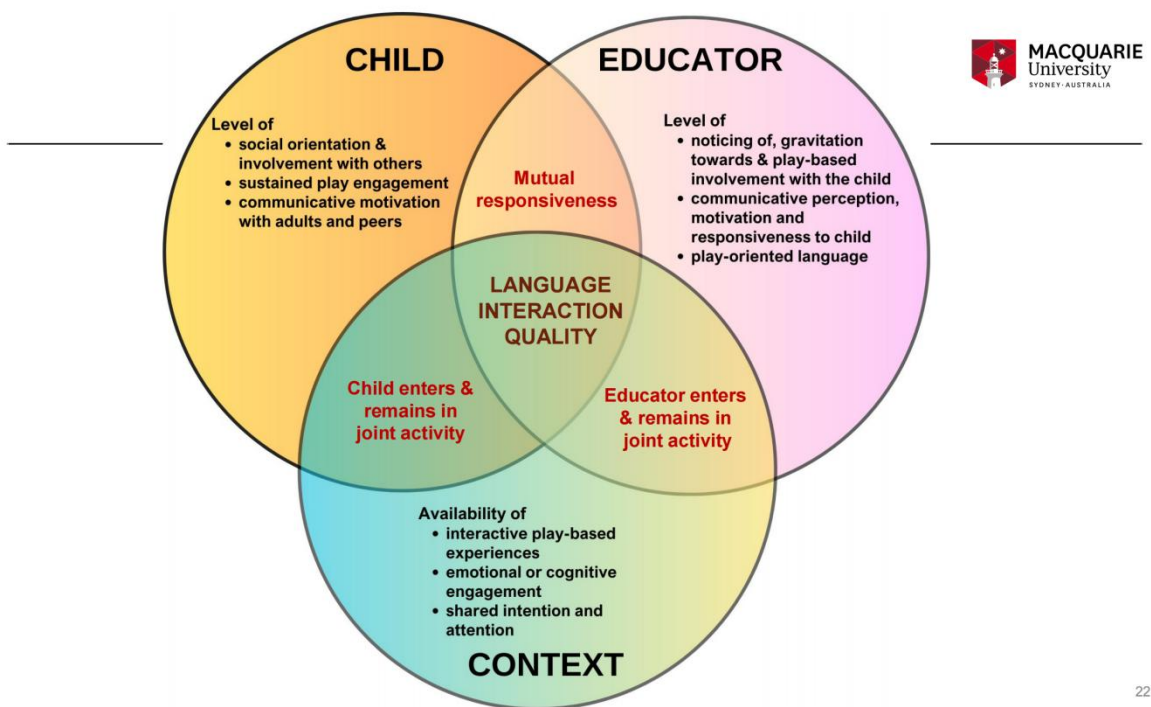 CHILD
EDUCATOR
MACQUARIE
University
SYDNEY·AUSTRALIA
Level of
• social orientation &
involvement with others
• sustained play engagement
• communicative motivation
with adults and peers
Mutual
responsiveness
Level of
• noticing of, gravitation
towards & play-based
involvement with the child
• communicative perception,
motivation and
responsiveness to child
• play-oriented language
LANGUAGE
INTERACTION
QUALITY
Child enters &
remains in
joint activity
Educator enters
& remains in
joint activity
Availability of
• interactive play-based
experiences
• emotional or cognitive
engagement
• shared intention and
attention
CONTEXT
22